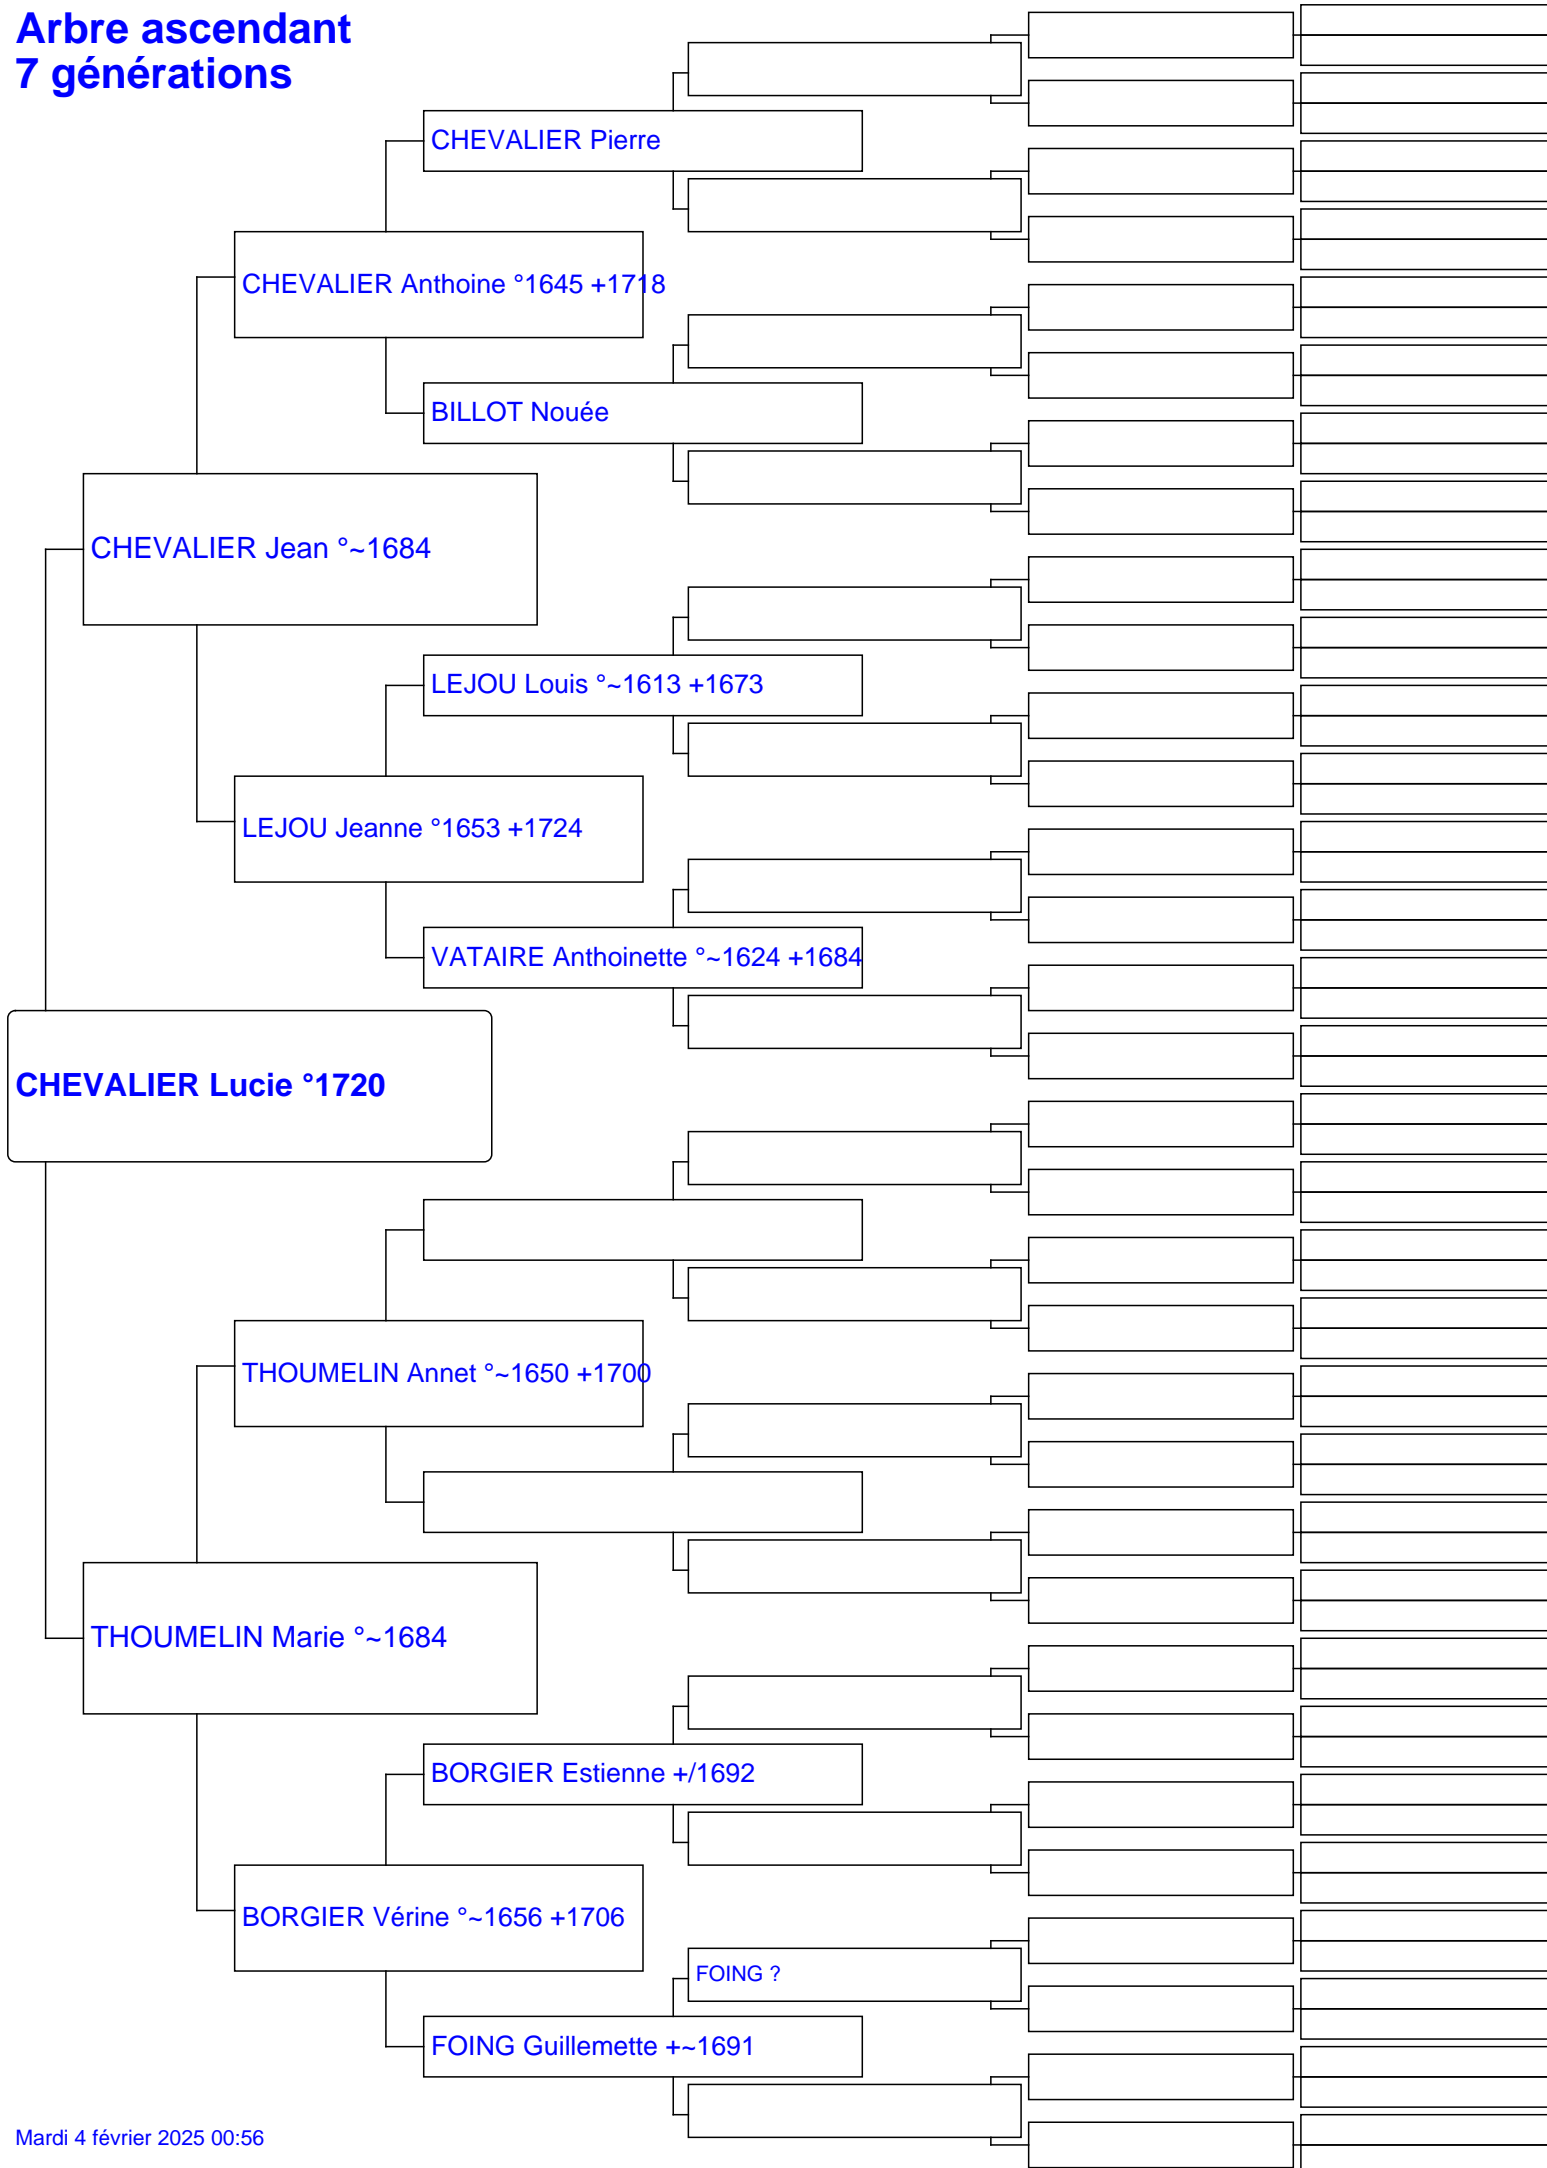 Arbre ascendant
7 générations
CHEVALIER Pierre
CHEVALIER Anthoine °1645 +1718
BILLOT Nouée
CHEVALIER Jean °~1684
LEJOU Louis °~1613 +1673
LEJOU Jeanne °1653 +1724
VATAIRE Anthoinette °~1624 +1684
CHEVALIER Lucie °1720
THOUMELIN Annet °~1650 +1700
THOUMELIN Marie °~1684
BORGIER Estienne +/1692
BORGIER Vérine °~1656 +1706
FOING ?
FOING Guillemette +~1691
Mardi 4 février 2025 00:56